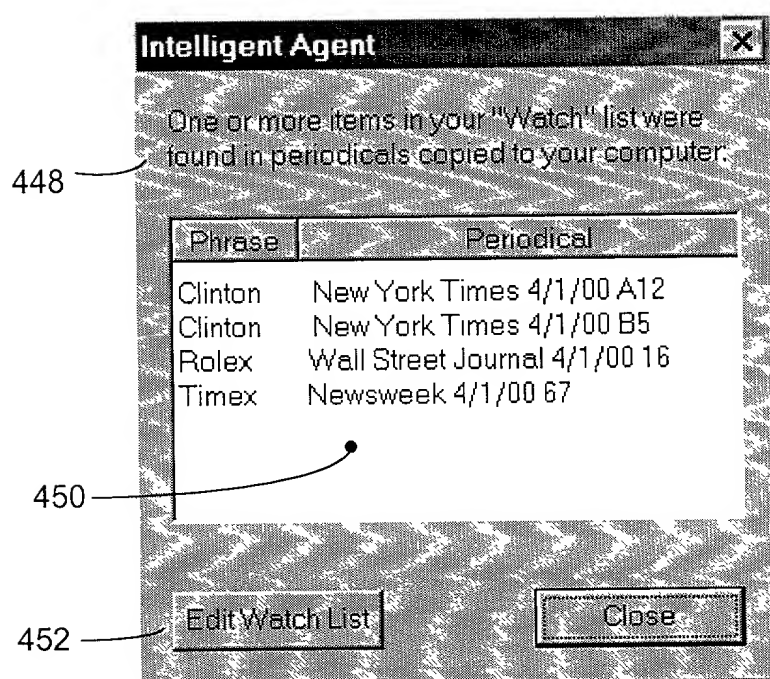 Intelligent Agent
One or more items in your "Watch" list were
found in periodicals copied to your computer:
448
Phrase Periodical
Clinton New York Times 4/1/00 A12
Clinton New York Times 4/1/00 B5
Rolex Wall Street Journal 4/1/00 16
Timex Newsweek 4/1/00 67
450
Edit Watch List Close
452